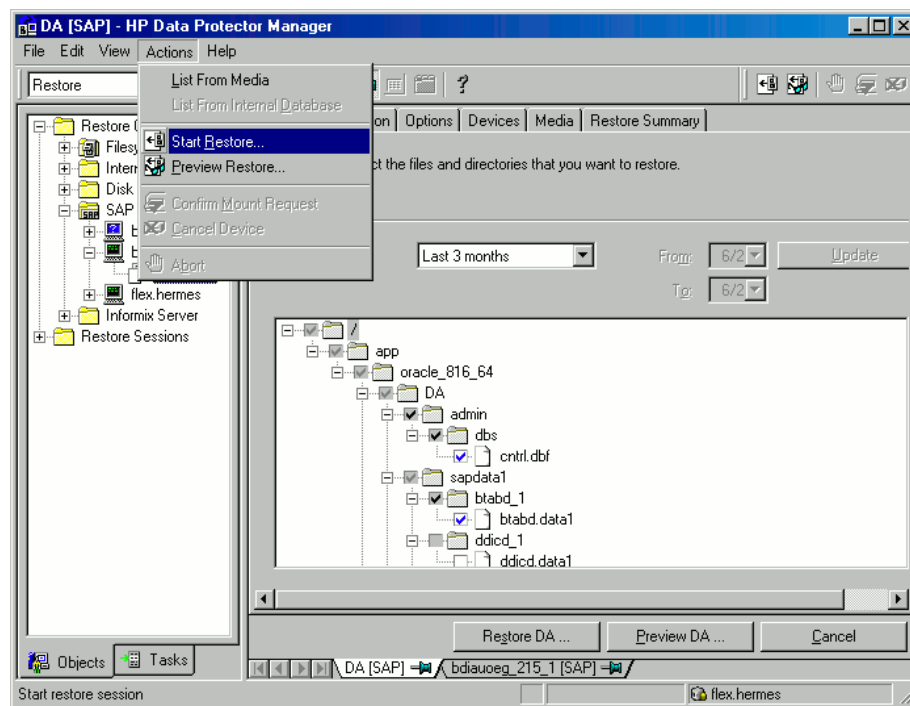 DA [SAP] - HP Data Protector Manager
File Edit View Actions Help
Restore
List From Media
List From Internal Database
Start Restore...
Preview Restore...
Confirm Mount Request
Cancel Device
Abort
Options Devices Media Restore Summary
the files and directories that you want to restore.
Restore
Disk
SAP
flex.hermes
Informix Server
Restore Sessions
Last 3 months
From: 6/2
Update
To: 6/2
/
app
oracle_816_64
DA
admin
dbs
cntrl.dbf
sapdata1
btabd_1
btabd.data1
ddicd_1
ddicd.data1
Restore DA ...
Preview DA ...
Cancel
Objects
Tasks
DA [SAP]
bdiauoeg_215_1 [SAP]
Start restore session
flex.hermes